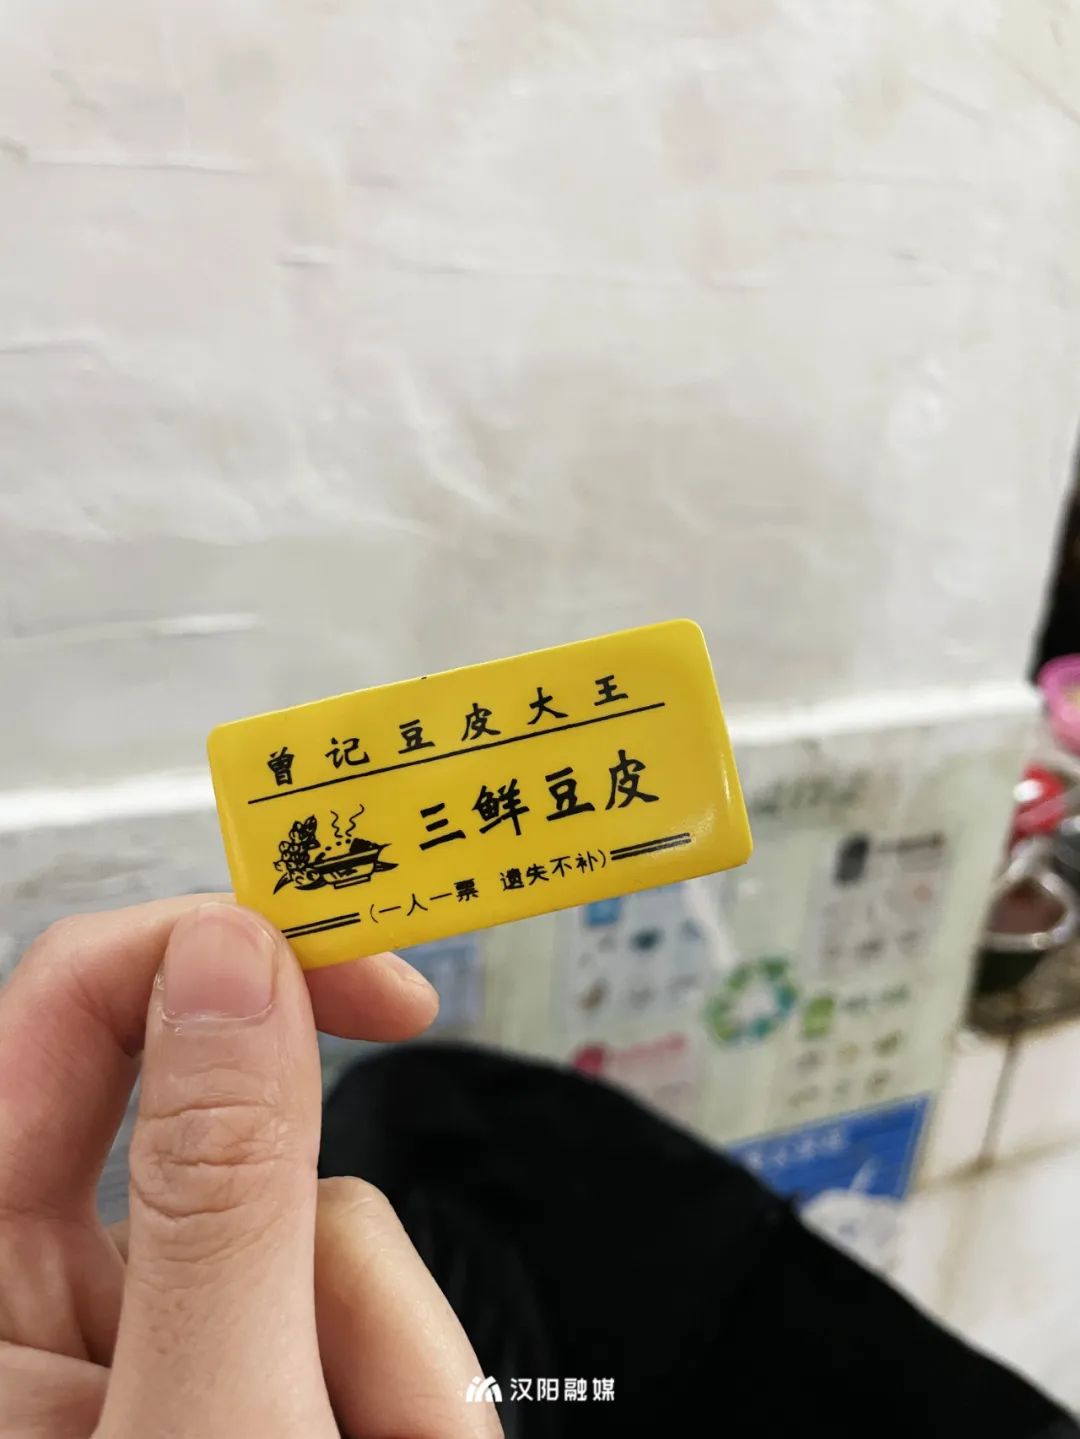 曾记豆皮大王
三鲜豆皮
(一人一票 遗失不补)
汉阳融媒